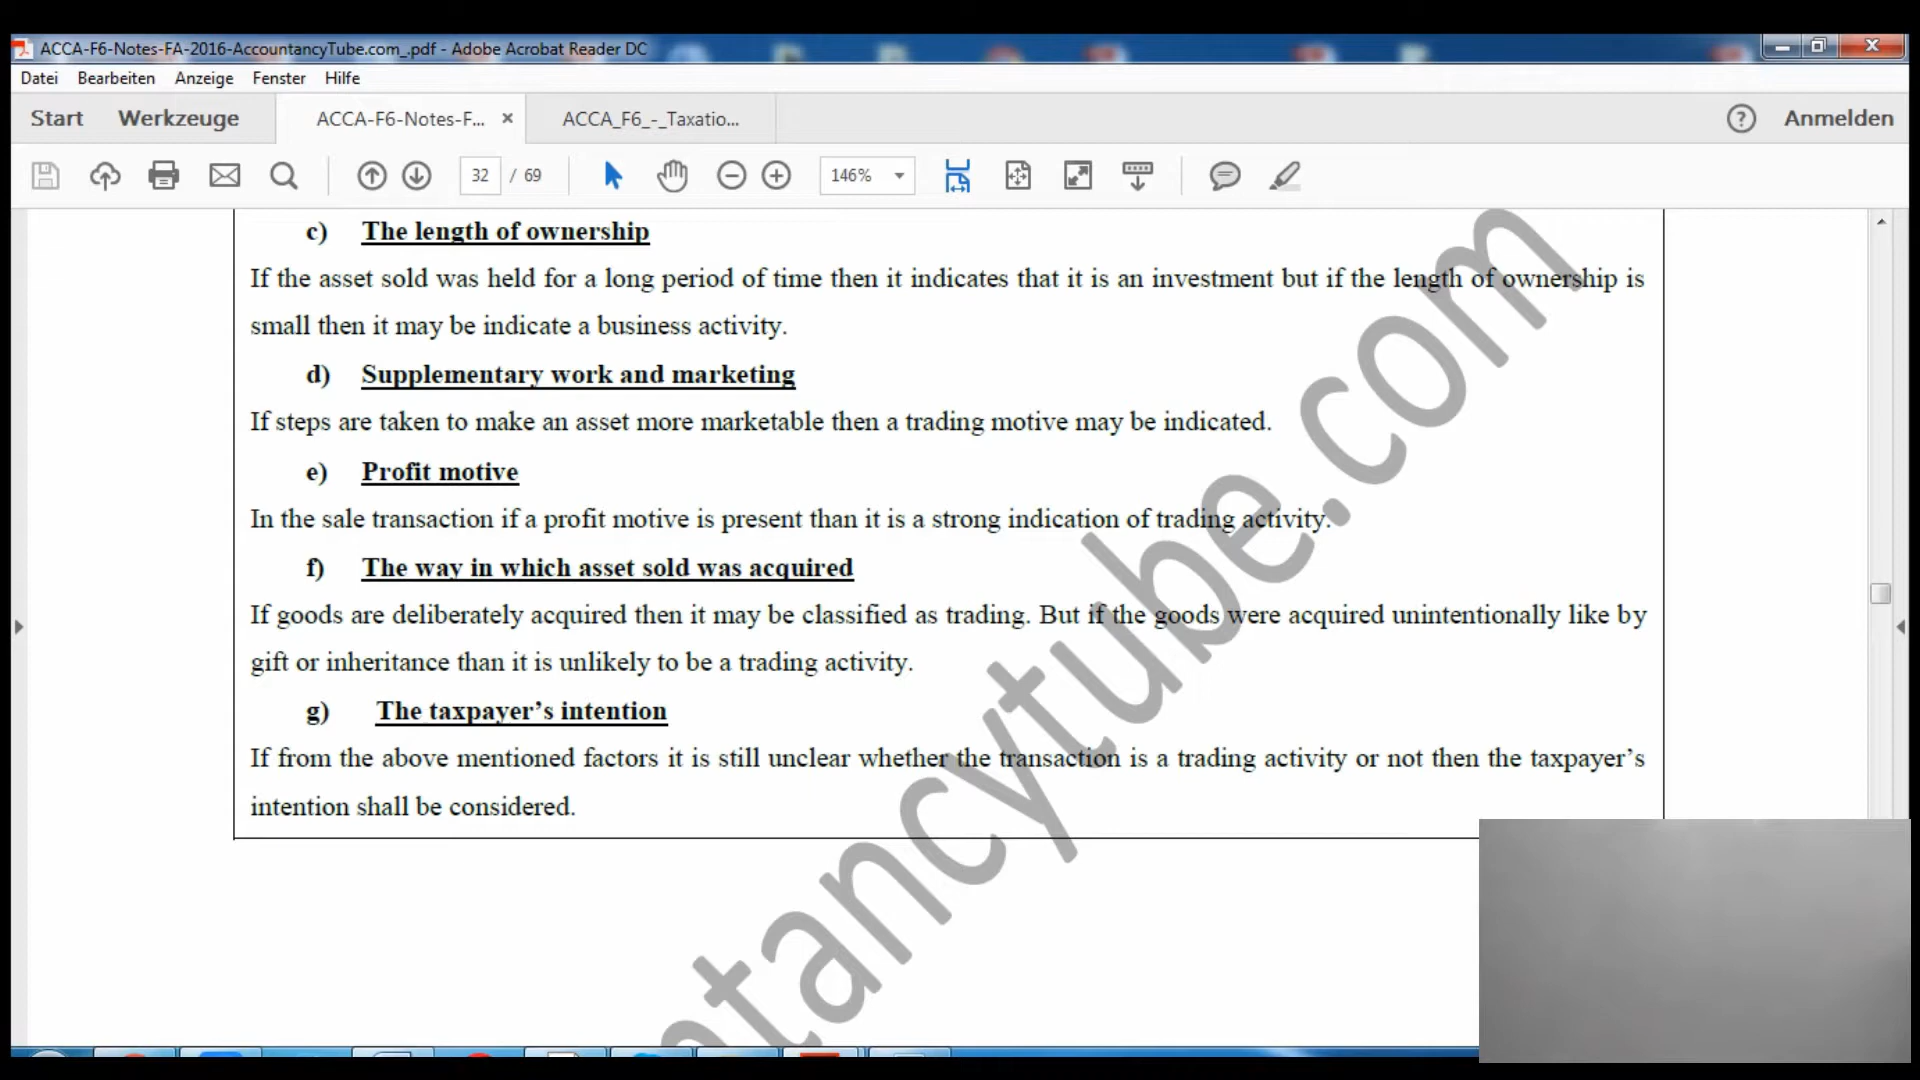 ACCA-F6-Notes-FA-2016-AccountancyTube.com_.pdf - Adobe Acrobat Reader DC
Datei Bearbeiten Anzeige Fenster Hilfe
Start Werkzeuge ACCA-F6-Notes-F... × ACCA_F6_-_Taxatio... ? Anmelden
32 / 69 146%
c) The length of ownership
If the asset sold was held for a long period of time then it indicates that it is an investment but if the length of ownership is
small then it may be indicate a business activity.
d) Supplementary work and marketing
If steps are taken to make an asset more marketable then a trading motive may be indicated.
e) Profit motive
In the sale transaction if a profit motive is present than it is a strong indication of trading activity.
f) The way in which asset sold was acquired
If goods are deliberately acquired then it may be classified as trading. But if the goods were acquired unintentionally like by
gift or inheritance than it is unlikely to be a trading activity.
g) The taxpayer’s intention
If from the above mentioned factors it is still unclear whether the transaction is a trading activity or not then the taxpayer’s
intention shall be considered.
ntancytube.com